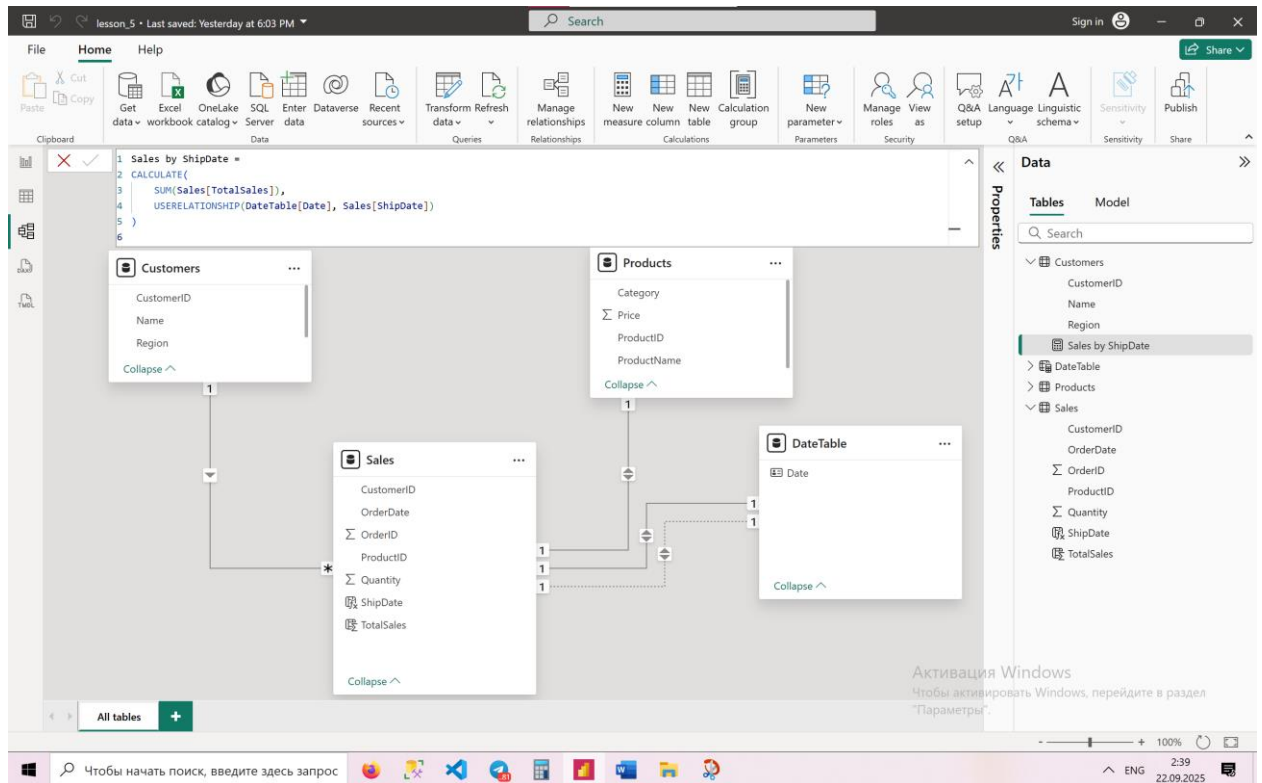 lesson_5 • Last saved: Yesterday at 6:03 PM
Search
Sign in
File Home Help
Share
Paste
Cut
Copy
Clipboard
Get data
Excel workbook
OneLake catalog
SQL Server
Enter data
Dataverse
Recent sources
Data
Transform data
Refresh
Queries
Manage relationships
Relationships
New measure
New column
New table
Calculation group
Calculations
New parameter
Parameters
Manage roles
View as
Security
Q&A setup
Language
Linguistic schema
Q&A
Sensitivity
Sensitivity
Publish
Share
1 Sales by ShipDate =
2 CALCULATE(
3 SUM(Sales[TotalSales]),
4 USERELATIONSHIP(DateTable[Date], Sales[ShipDate])
5 )
6
Customers
CustomerID
Name
Region
Collapse
1
*
Products
Category
Price
ProductID
ProductName
Collapse
1
Sales
CustomerID
OrderDate
OrderID
ProductID
Quantity
ShipDate
TotalSales
Collapse
1
1
1
DateTable
Date
Collapse
1
1
Properties
Data
Tables Model
Search
Customers
CustomerID
Name
Region
Sales by ShipDate
DateTable
Products
Sales
CustomerID
OrderDate
OrderID
ProductID
Quantity
ShipDate
TotalSales
Активация Windows
Чтобы активировать Windows, перейдите в раздел
"Параметры".
All tables
100%
Чтобы начать поиск, введите здесь запрос
ENG
2:39
22.09.2025